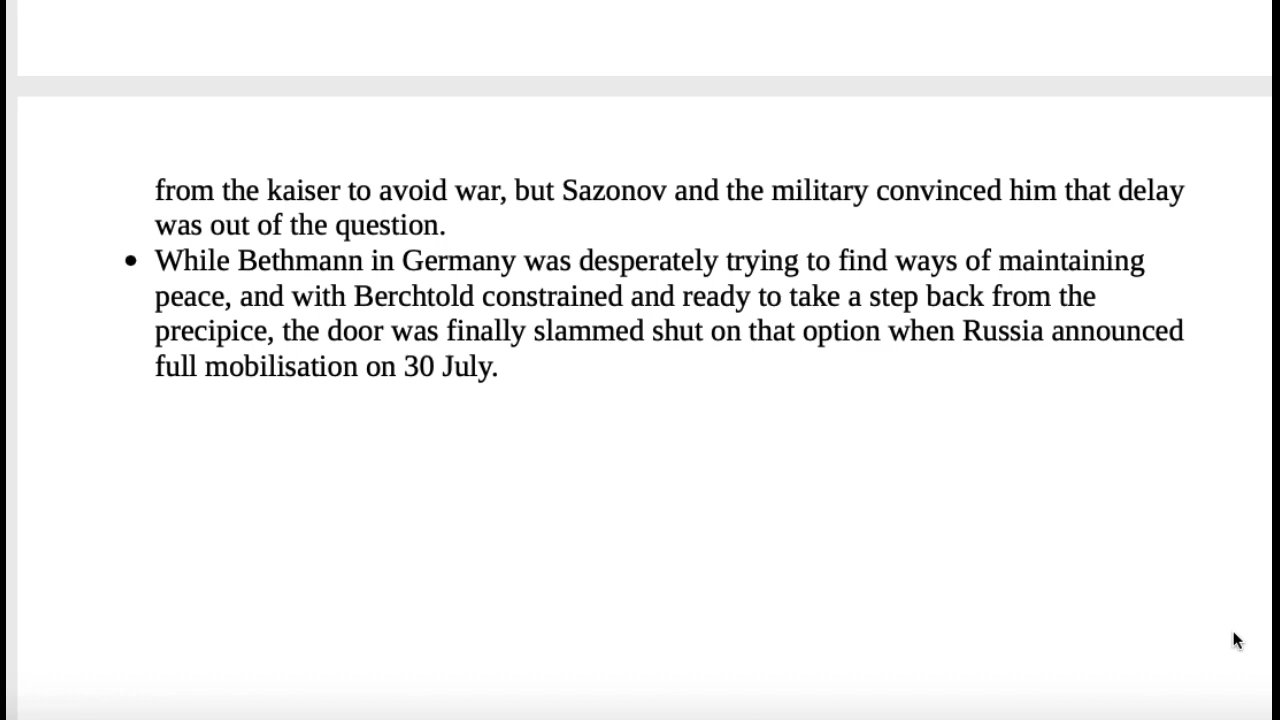 from the kaiser to avoid war, but Sazonov and the military convinced him that delay
was out of the question.
• While Bethmann in Germany was desperately trying to find ways of maintaining
peace, and with Berchtold constrained and ready to take a step back from the
precipice, the door was finally slammed shut on that option when Russia announced
full mobilisation on 30 July.